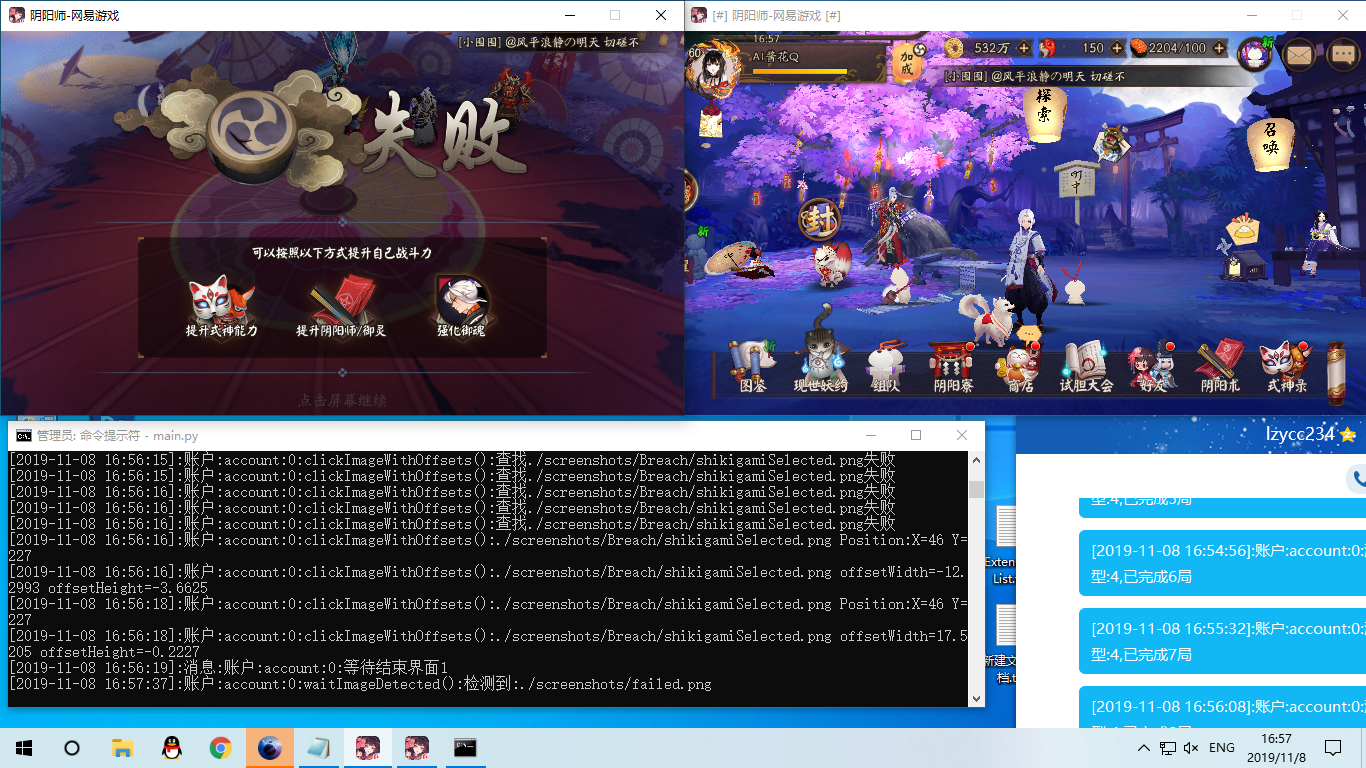 阴阳师-网易游戏
[小囡囡] @风平浪静の明天 切磋不
失败
可以按照以下方式提升自己战斗力
提升式神能力
提升阴阳师/御灵
强化御魂
点击屏幕继续
[#] 阴阳师-网易游戏 [#]
16:57
60
AI酱花Q
加成
532万
150
2204/100
新
[小囡囡] @风平浪静の明天 切磋不
探索
召唤
町中
封
新
图鉴
新
现世妖约
组队
阴阳寮
商店
试胆大会
好友
阴阳术
式神录
管理员: 命令提示符 - main.py
[2019-11-08 16:56:15]:账户:account:0:clickImageWithOffsets():查找./screenshots/Breach/shikigamiSelected.png失败
[2019-11-08 16:56:15]:账户:account:0:clickImageWithOffsets():查找./screenshots/Breach/shikigamiSelected.png失败
[2019-11-08 16:56:16]:账户:account:0:clickImageWithOffsets():查找./screenshots/Breach/shikigamiSelected.png失败
[2019-11-08 16:56:16]:账户:account:0:clickImageWithOffsets():查找./screenshots/Breach/shikigamiSelected.png失败
[2019-11-08 16:56:16]:账户:account:0:clickImageWithOffsets():查找./screenshots/Breach/shikigamiSelected.png失败
[2019-11-08 16:56:16]:账户:account:0:clickImageWithOffsets():./screenshots/Breach/shikigamiSelected.png Position:X=46 Y=
227
[2019-11-08 16:56:16]:账户:account:0:clickImageWithOffsets():./screenshots/Breach/shikigamiSelected.png offsetWidth=-12.
2993 offsetHeight=-3.6625
[2019-11-08 16:56:18]:账户:account:0:clickImageWithOffsets():./screenshots/Breach/shikigamiSelected.png Position:X=46 Y=
227
[2019-11-08 16:56:18]:账户:account:0:clickImageWithOffsets():./screenshots/Breach/shikigamiSelected.png offsetWidth=17.5
205 offsetHeight=-0.2227
[2019-11-08 16:56:19]:消息:账户:account:0:等待结束界面1
[2019-11-08 16:57:37]:账户:account:0:waitImageDetected():检测到:./screenshots/failed.png
Exten
List.
新建文
档.t
lzycc234
型:4,已完成5局
[2019-11-08 16:54:56]:账户:account:0:
型:4,已完成6局
[2019-11-08 16:55:32]:账户:account:0:
型:4,已完成7局
[2019-11-08 16:56:08]:账户:account:0:
ENG
16:57
2019/11/8